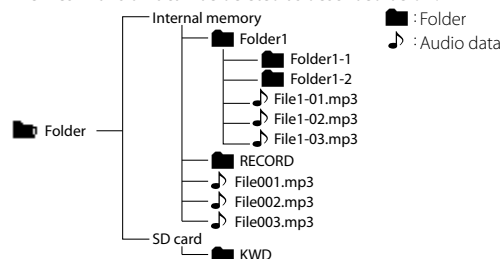 Internal memory
: Folder
Folder1
: Audio data
Folder1-1
Folder1-2
File1-01.mp3
File1-02.mp3
File1-03.mp3
Folder
RECORD
File001.mp3
File002.mp3
File003.mp3
SD card
KWD